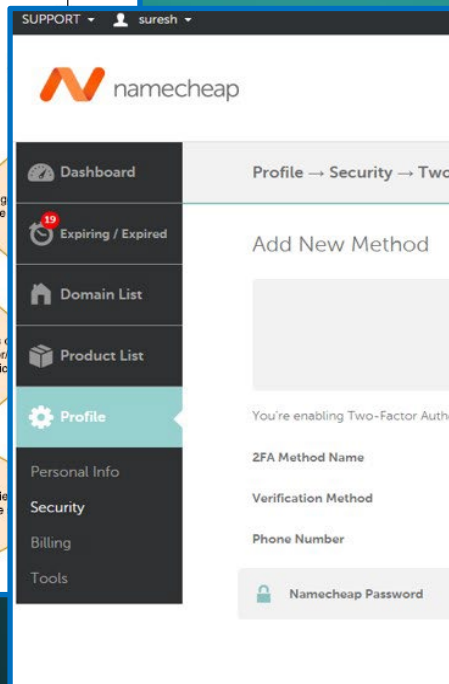 SUPPORT suresh
namecheap
Dashboard
19
Expiring / Expired
Domain List
Product List
Profile
Personal Info
Security
Billing
Tools
Profile → Security → Two
Add New Method
You're enabling Two-Factor Auth
2FA Method Name
Verification Method
Phone Number
Namecheap Password